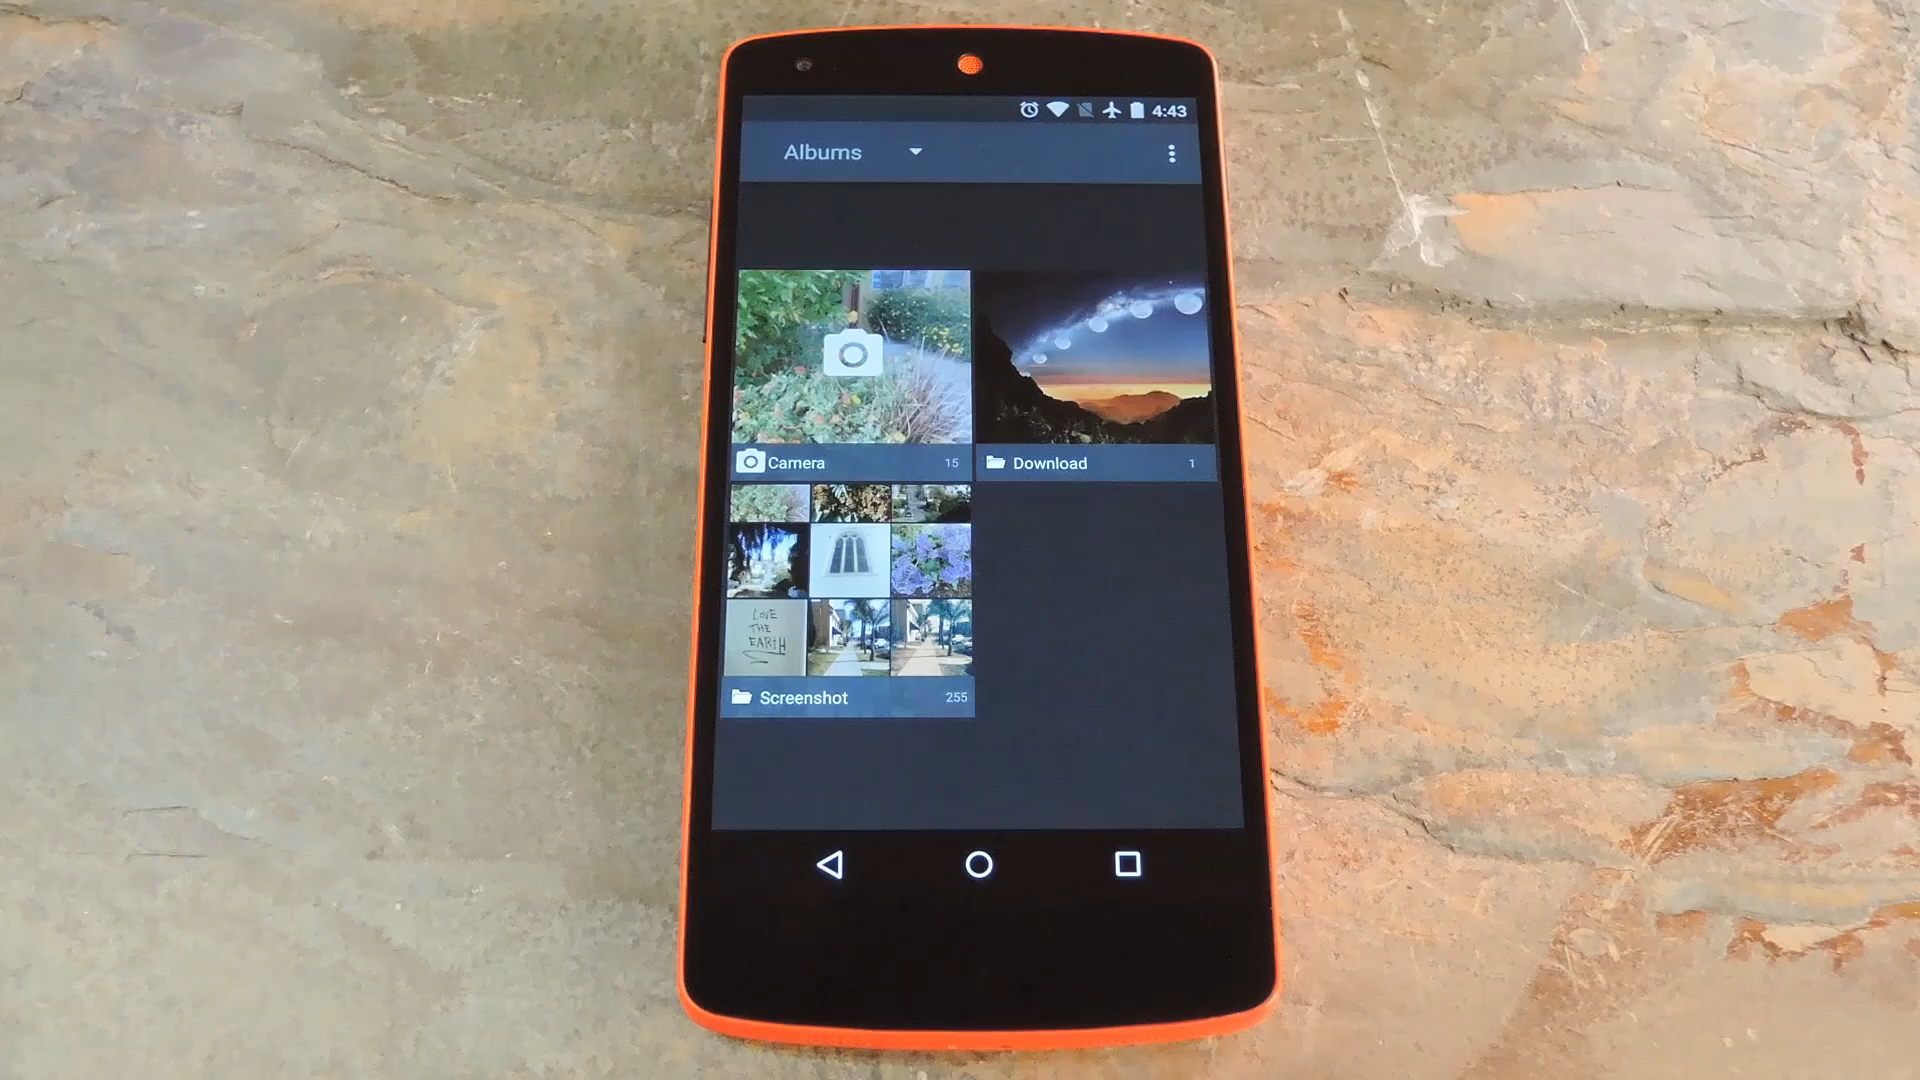 4:43
Albums
Camera 15
Download 1
LOVE
THE
EARTH
Screenshot 255